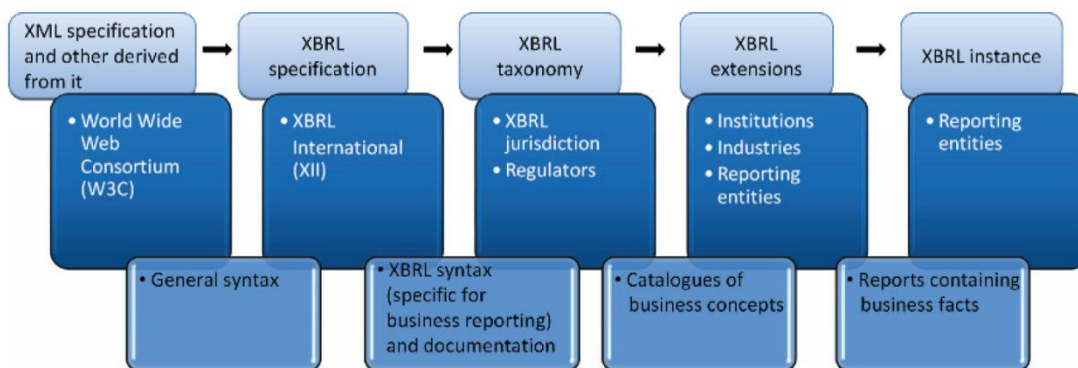 XML specification
and other derived
from it
XBRL
specification
XBRL
taxonomy
XBRL
extensions
XBRL instance
• World Wide
Web
Consortium
(W3C)
• XBRL
International
(XII)
• XBRL
jurisdiction
• Regulators
• Institutions
• Industries
• Reporting
entities
• Reporting
entities
• General syntax
• XBRL syntax
(specific for
business reporting)
and documentation
• Catalogues of
business concepts
• Reports containing
business facts